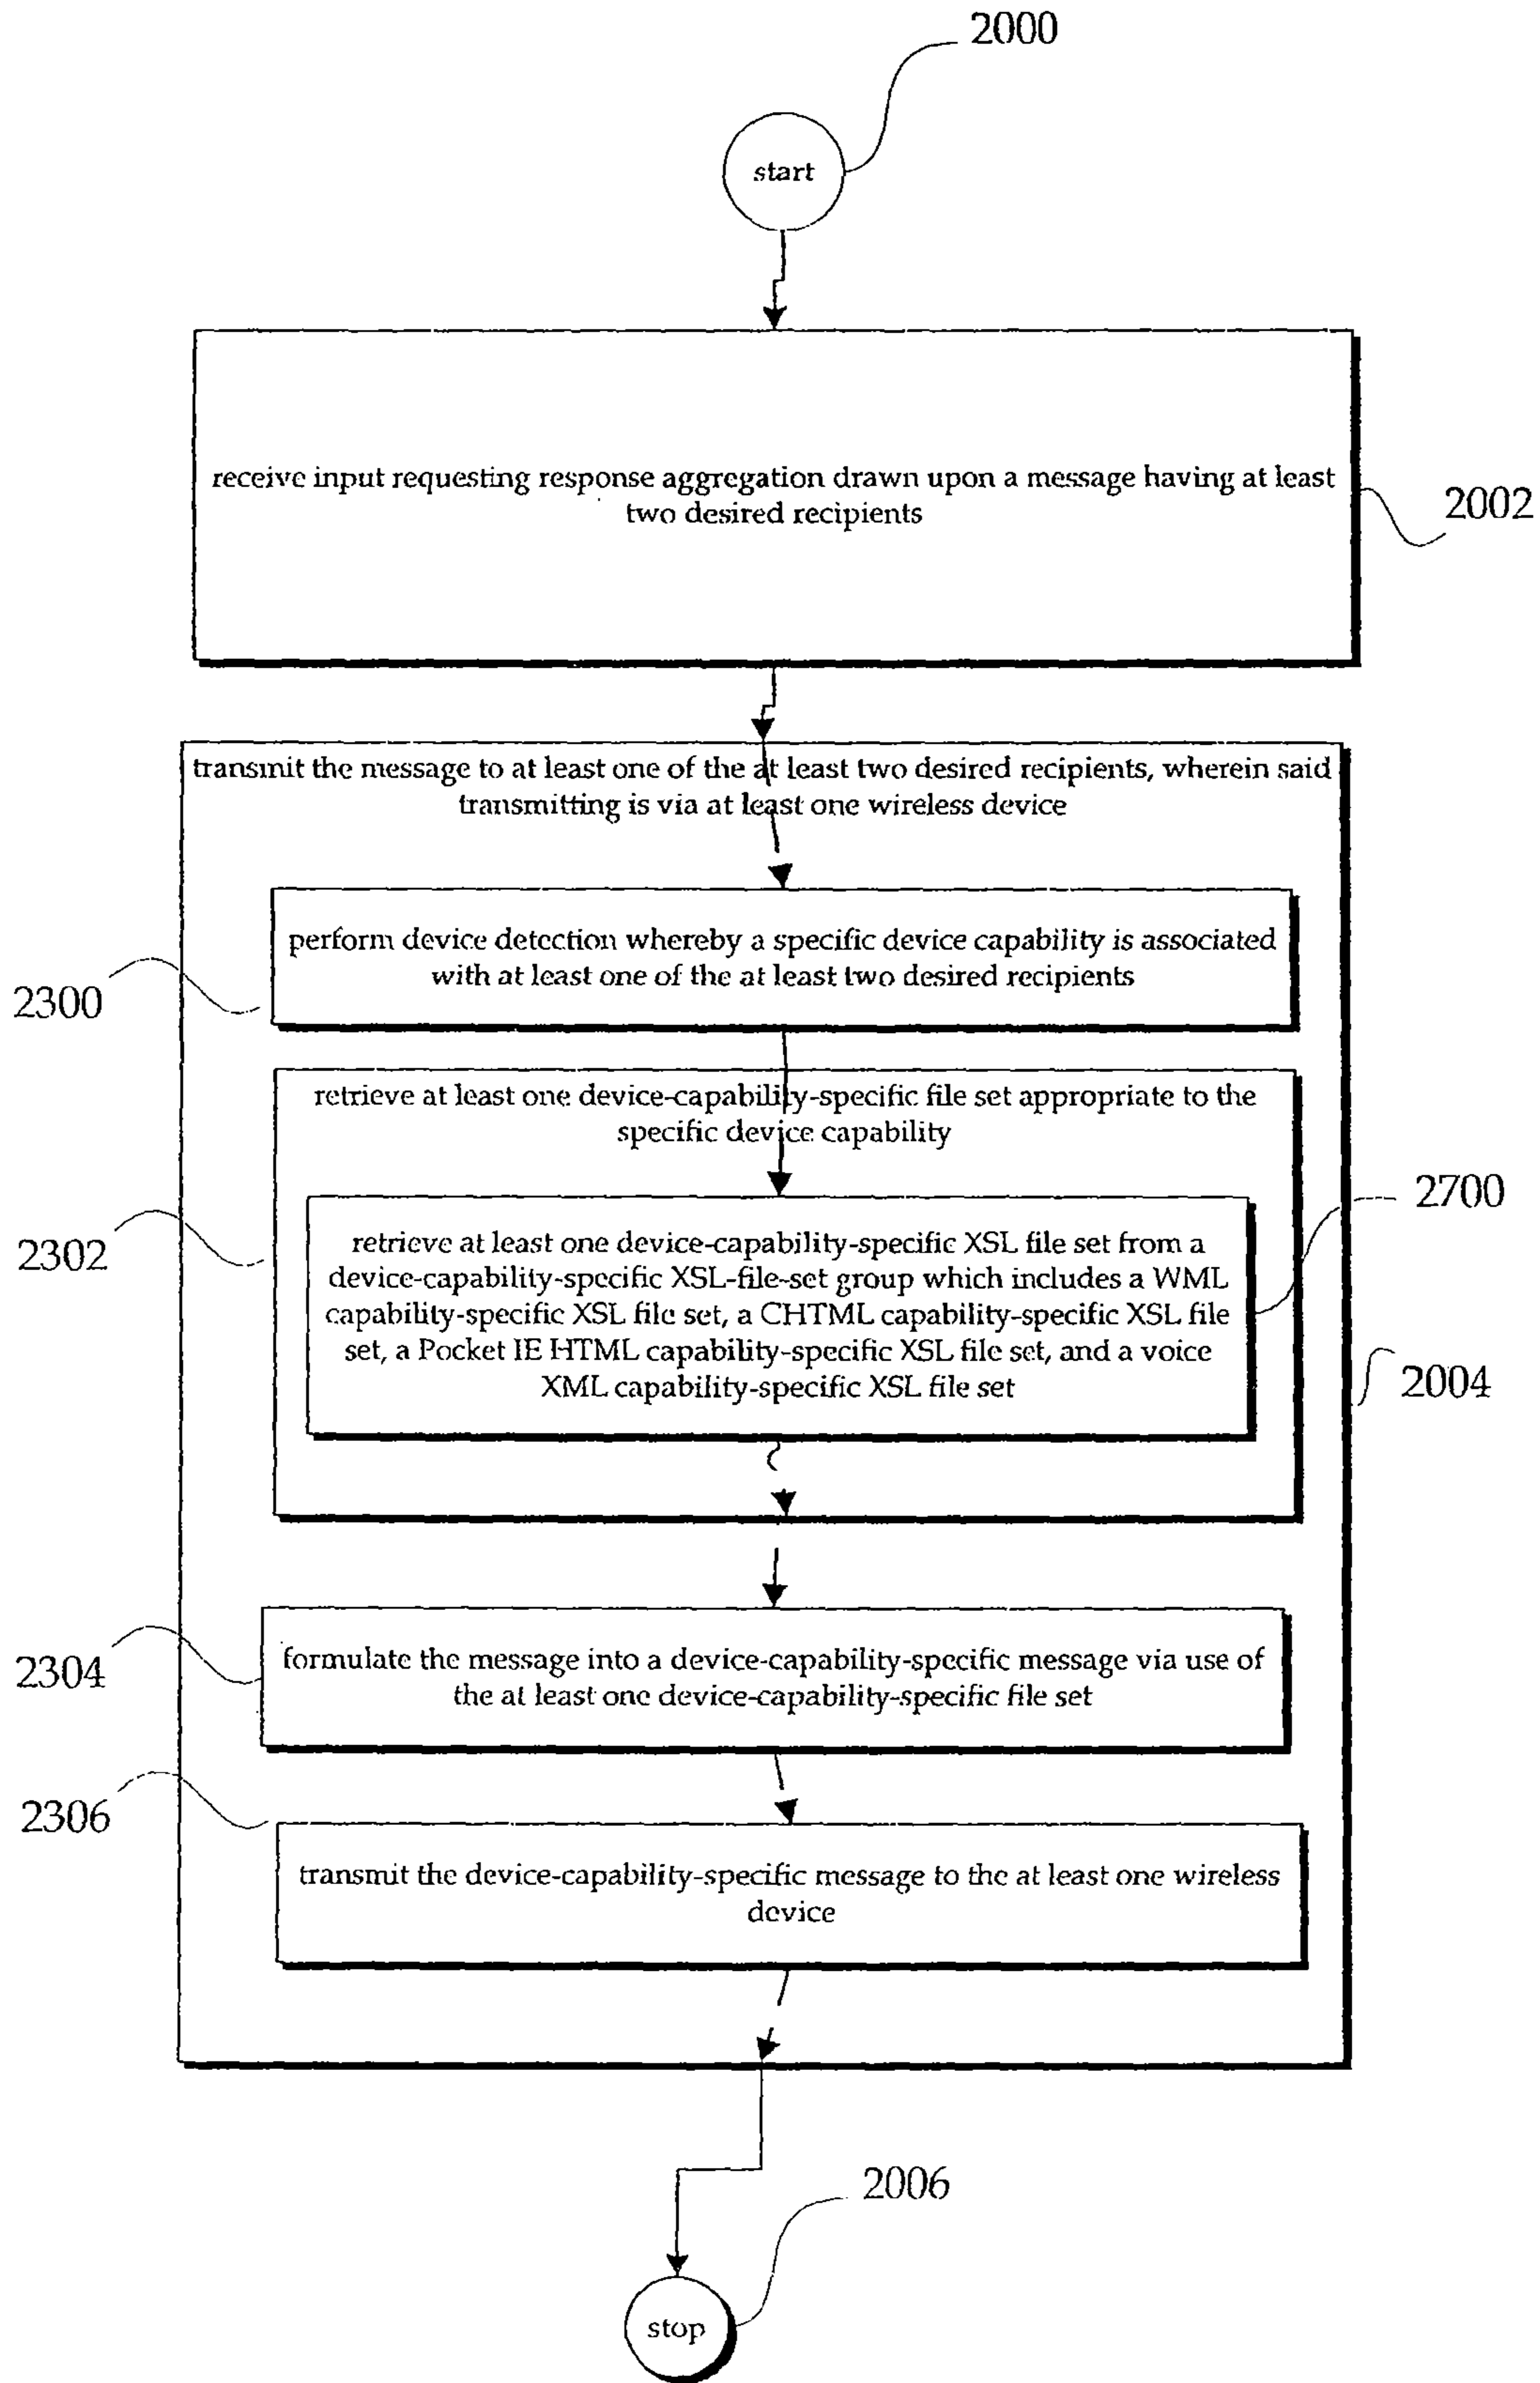 2000
start
receive input requesting response aggregation drawn upon a message having at least
two desired recipients
2002
transmit the message to at least one of the at least two desired recipients, wherein said
transmitting is via at least one wireless device
perform device detection whereby a specific device capability is associated
with at least one of the at least two desired recipients
2300
retrieve at least one device-capability-specific file set appropriate to the
specific device capability
2700
retrieve at least one device-capability-specific XSL file set from a
device-capability-specific XSL-file-set group which includes a WML
capability-specific XSL file set, a CHTML capability-specific XSL file
set, a Pocket IE HTML capability-specific XSL file set, and a voice
XML capability-specific XSL file set
2302
2004
formulate the message into a device-capability-specific message via use of
the at least one device-capability-specific file set
2304
2306
transmit the device-capability-specific message to the at least one wireless
device
2006
stop